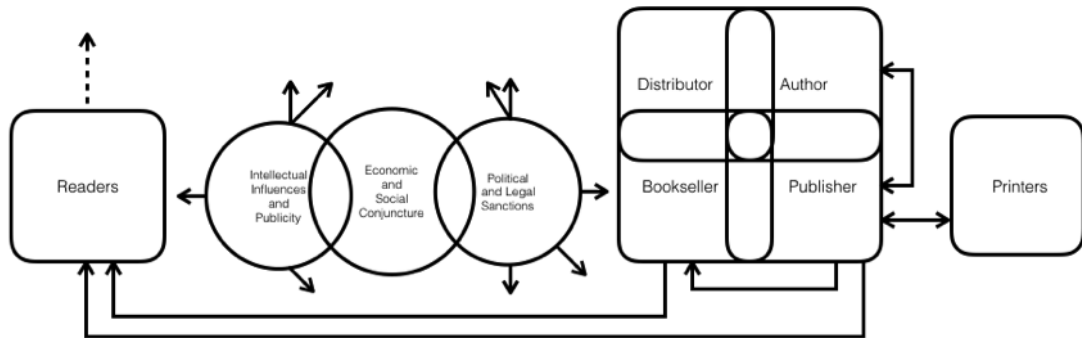 Readers
Intellectual
Influences
and
Publicity
Economic
and
Social
Conjuncture
Political
and Legal
Sanctions
Distributor
Author
Bookseller
Publisher
Printers